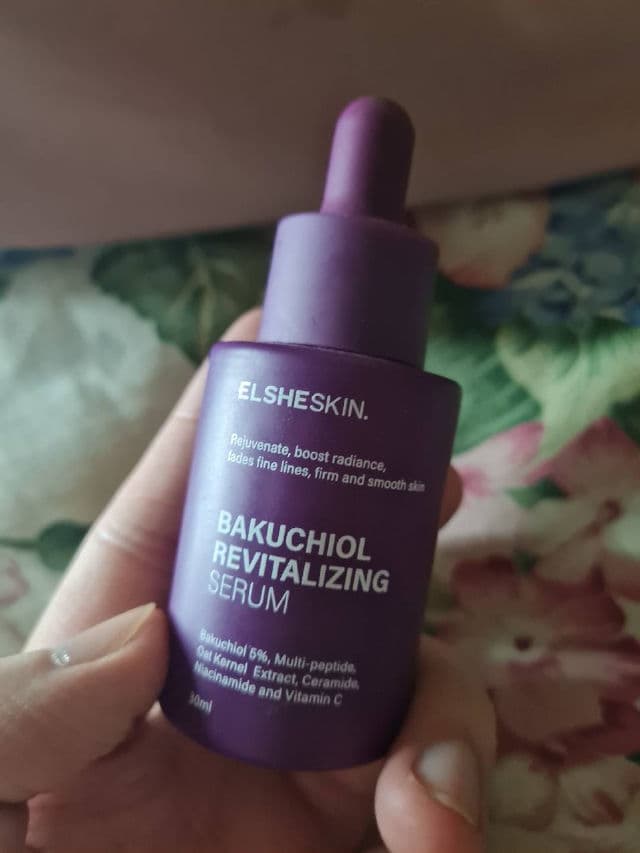 ELSHESKIN.
Rejuvenate, boost radiance,
fades fine lines, firm and smooth skin
BAKUCHIOL
REVITALIZING
SERUM
Bakuchiol 5%, Multi-peptide,
Oat Kernel Extract, Ceramide,
Niacinamide and Vitamin C
30ml